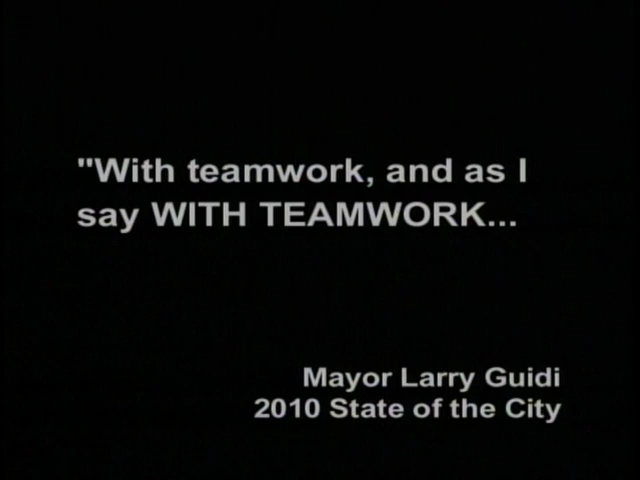 "With teamwork, and as I
say WITH TEAMWORK...
Mayor Larry Guidi
2010 State of the City